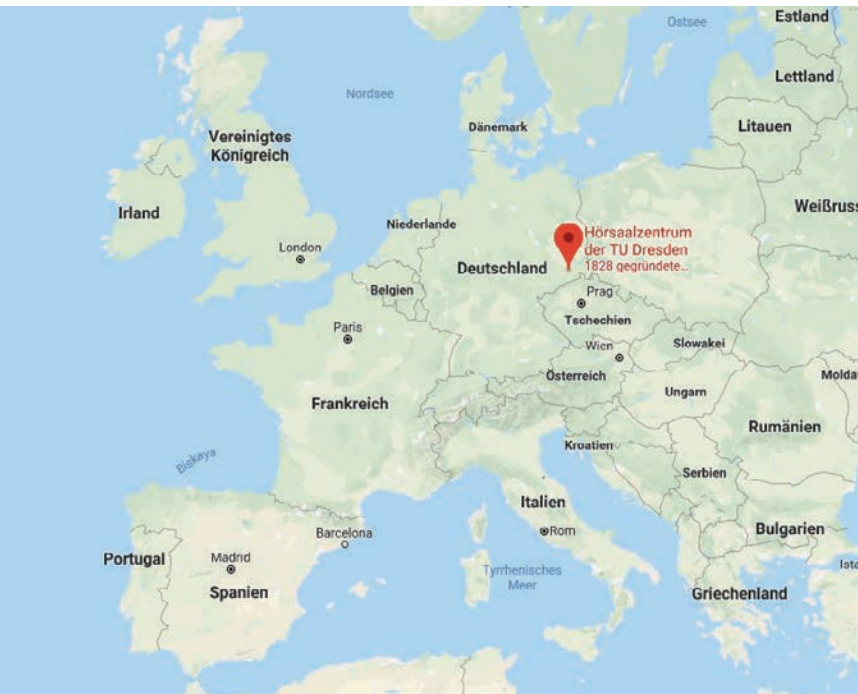 Ostsee
Estland
Lettland
Nordsee
Dänemark
Litauen
Vereinigtes
Königreich
Irland
Weißruss
Niederlande
Hörsaalzentrum
der TU Dresden
1828 gegründete...
London
Deutschland
Belgien
Prag
Tschechien
Paris
Wien
Slowakei
Österreich
Moldau
Ungarn
Frankreich
Rumänien
Kroatien
Biskaya
Serbien
Italien
Rom
Bulgarien
Barcelona
Portugal
Madrid
Spanien
Tyrrhenisches
Meer
Griechenland
Ista